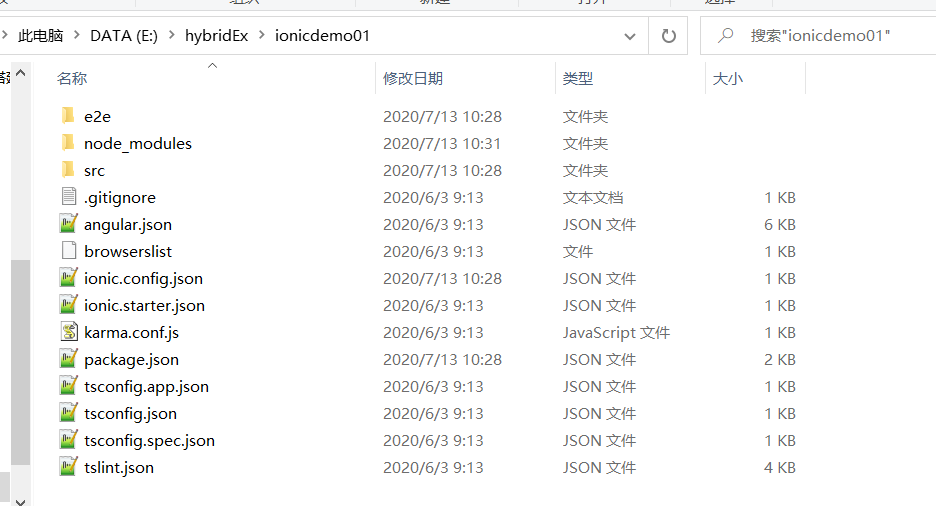 组织 新建 打开 选择
此电脑 DATA (E:) hybridEx ionicdemo01 搜索"ionicdemo01"
名称 修改日期 类型 大小
e2e 2020/7/13 10:28 文件夹
node_modules 2020/7/13 10:31 文件夹
src 2020/7/13 10:28 文件夹
.gitignore 2020/6/3 9:13 文本文档 1 KB
angular.json 2020/6/3 9:13 JSON 文件 6 KB
browserslist 2020/6/3 9:13 文件 1 KB
ionic.config.json 2020/7/13 10:28 JSON 文件 1 KB
ionic.starter.json 2020/6/3 9:13 JSON 文件 1 KB
karma.conf.js 2020/6/3 9:13 JavaScript 文件 1 KB
package.json 2020/7/13 10:28 JSON 文件 2 KB
tsconfig.app.json 2020/6/3 9:13 JSON 文件 1 KB
tsconfig.json 2020/6/3 9:13 JSON 文件 1 KB
tsconfig.spec.json 2020/6/3 9:13 JSON 文件 1 KB
tslint.json 2020/6/3 9:13 JSON 文件 4 KB